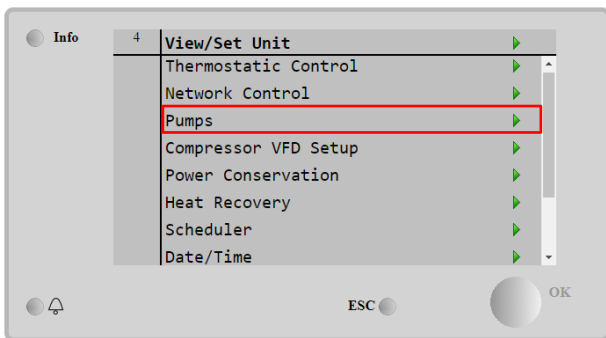 Info
4 View/Set Unit
Thermostatic Control
Network Control
Pumps
Compressor VFD Setup
Power Conservation
Heat Recovery
Scheduler
Date/Time
ESC
OK